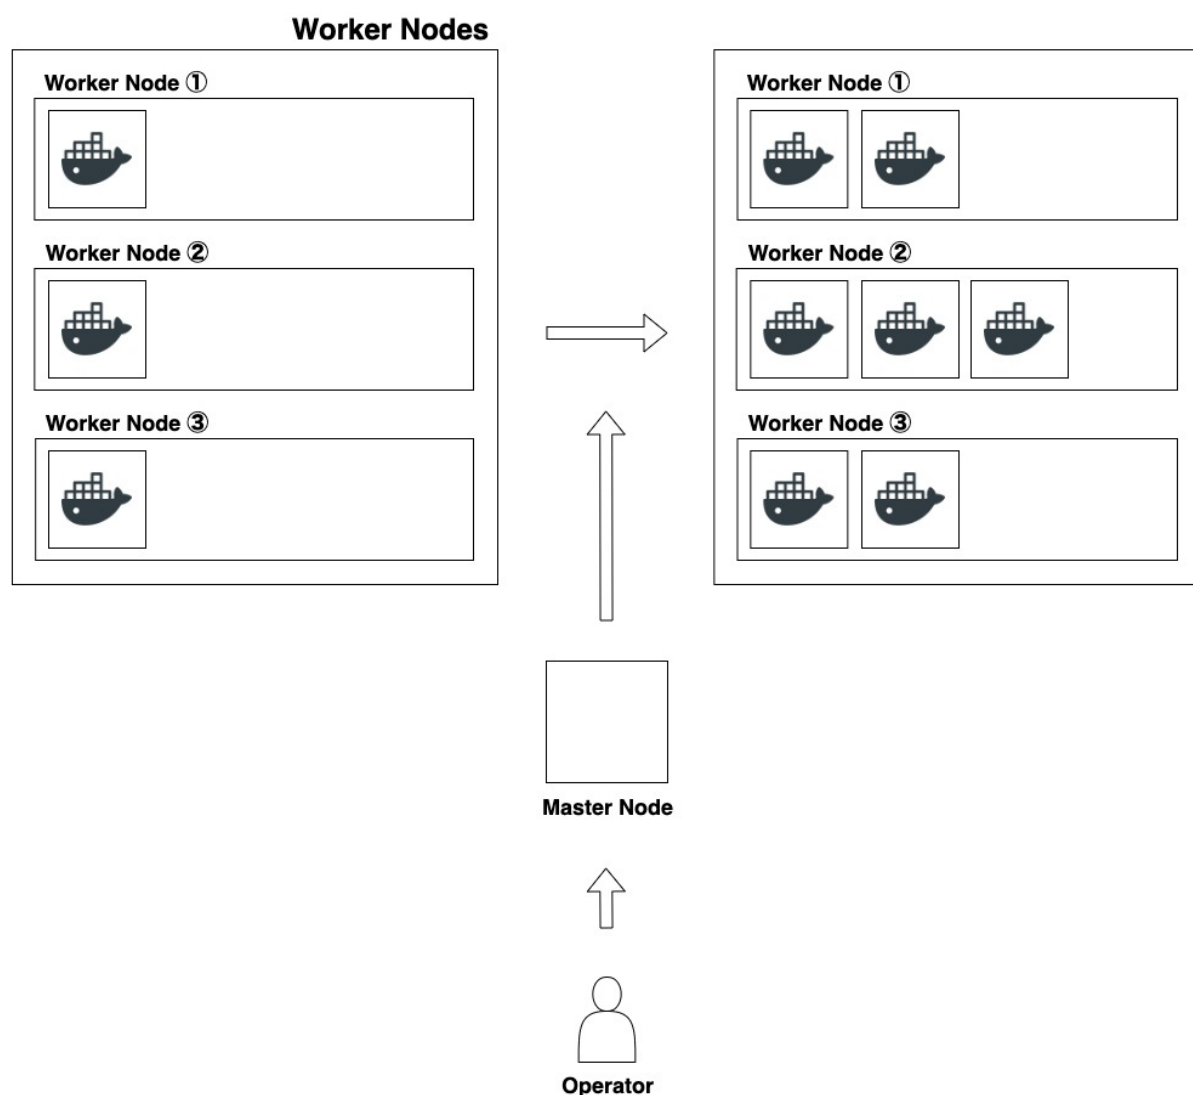 Worker Nodes
Worker Node ①
Worker Node ②
Worker Node ③
Worker Node ①
Worker Node ②
Worker Node ③
Master Node
Operator